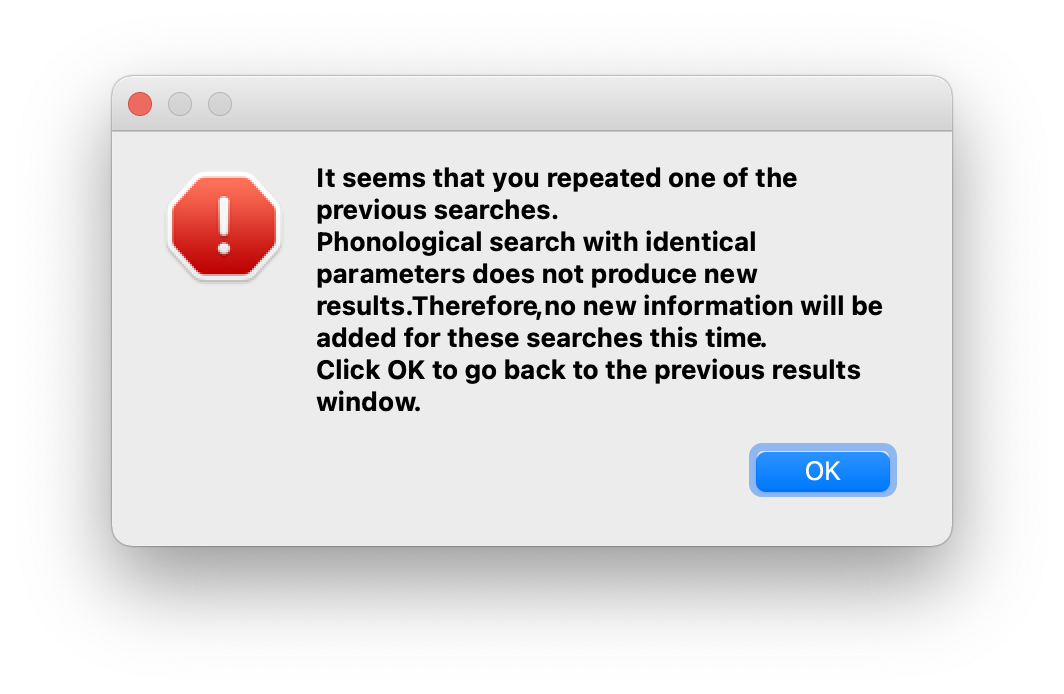 It seems that you repeated one of the
previous searches.
Phonological search with identical
parameters does not produce new
results.Therefore,no new information will be
added for these searches this time.
Click OK to go back to the previous results
window.
OK